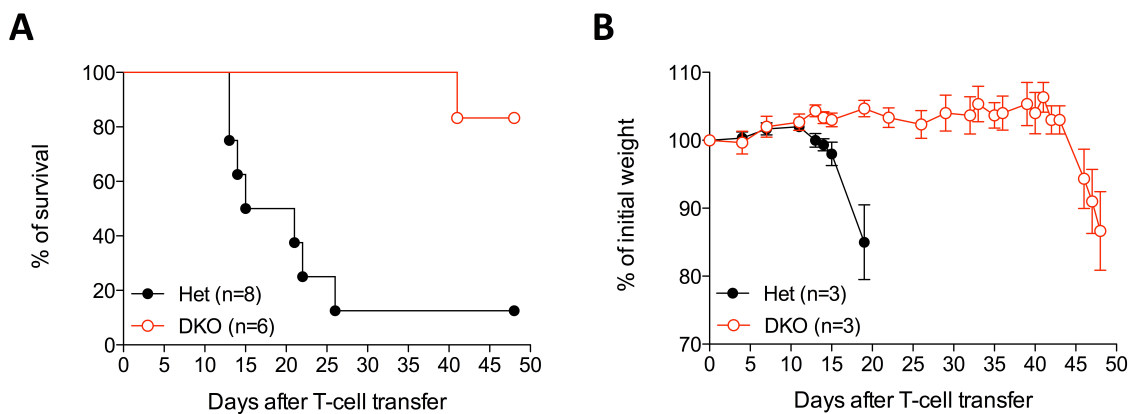 A
% of survival
100
80
60
40
20
0
0 5 10 15 20 25 30 35 40 45 50
Days after T-cell transfer
Het (n=8)
DKO (n=6)
B
% of initial weight
110
100
90
80
70
0 5 10 15 20 25 30 35 40 45 50
Days after T-cell transfer
Het (n=3)
DKO (n=3)